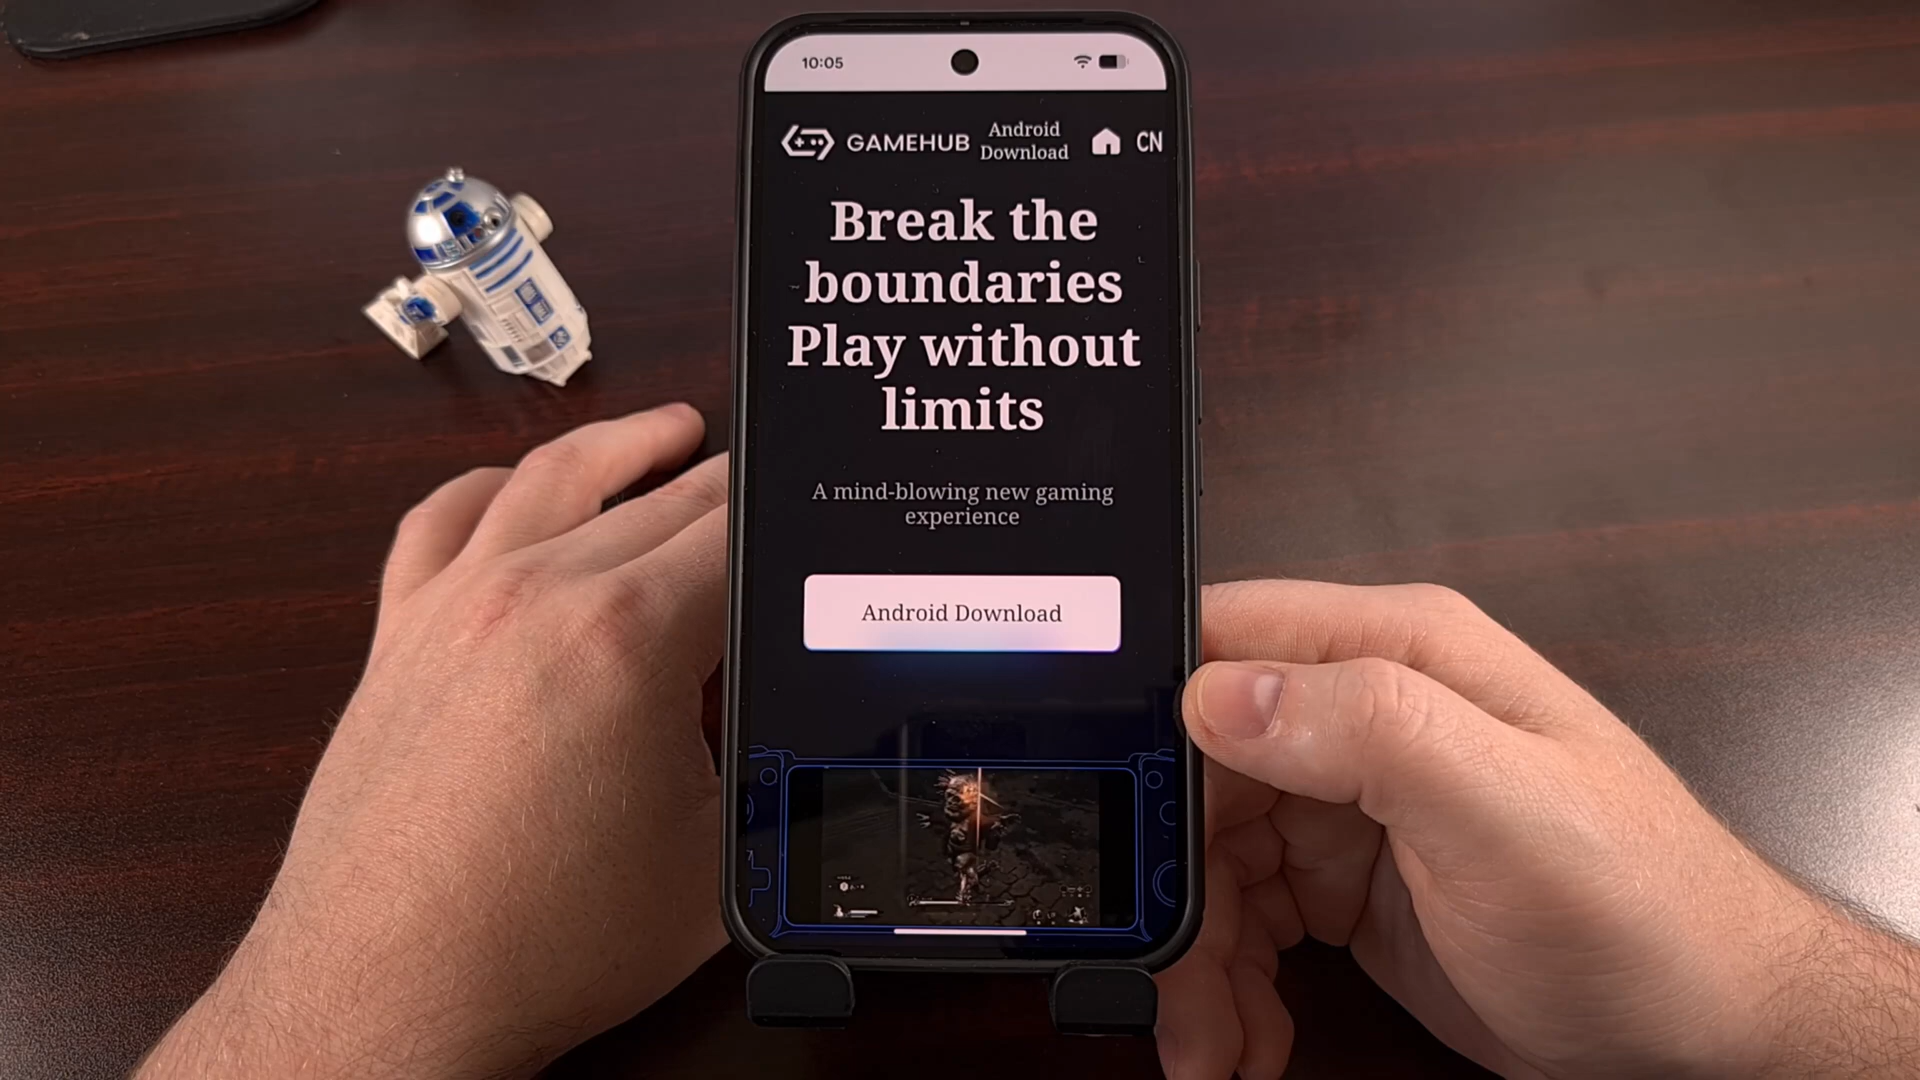 10:05
GAMEHUB
Android
Download
CN
Break the
boundaries
Play without
limits
A mind-blowing new gaming
experience
Android Download